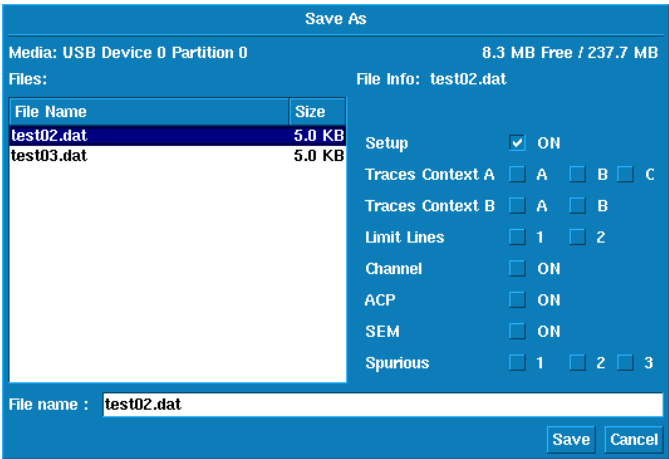 Save As
Media: USB Device 0 Partition 0 8.3 MB Free / 237.7 MB
Files: File Info: test02.dat
File Name Size
test02.dat 5.0 KB
test03.dat 5.0 KB
Setup ON
Traces Context A A B C
Traces Context B A B
Limit Lines 1 2
Channel ON
ACP ON
SEM ON
Spurious 1 2 3
File name : test02.dat
Save Cancel